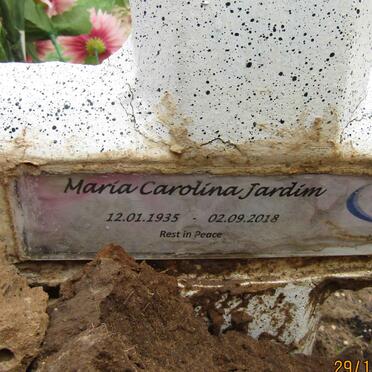 Maria Carolina Jardim
12.01.1935 - 02.09.2018
Rest in Peace
29/1